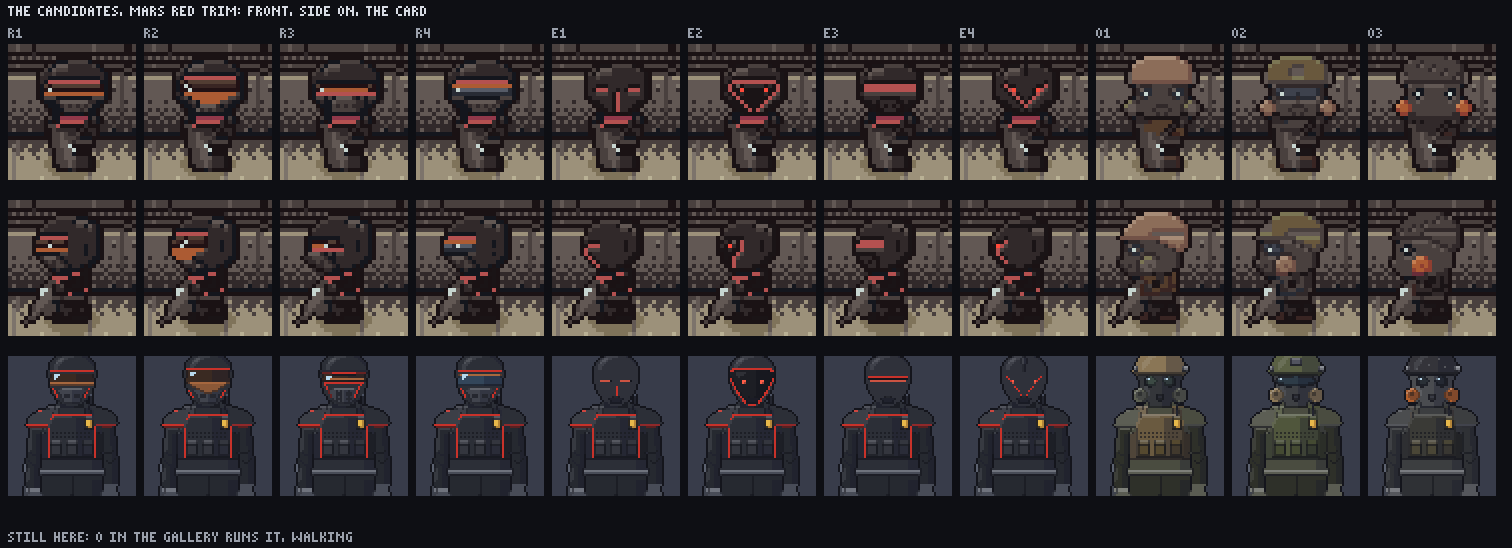 THE CANDIDATES, MARS RED TRIM: FRONT, SIDE ON, THE CARD
R1 R2 R3 R4 E1 E2 E3 E4 O1 O2 O3
STILL HERE: O IN THE GALLERY RUNS IT, WALKING